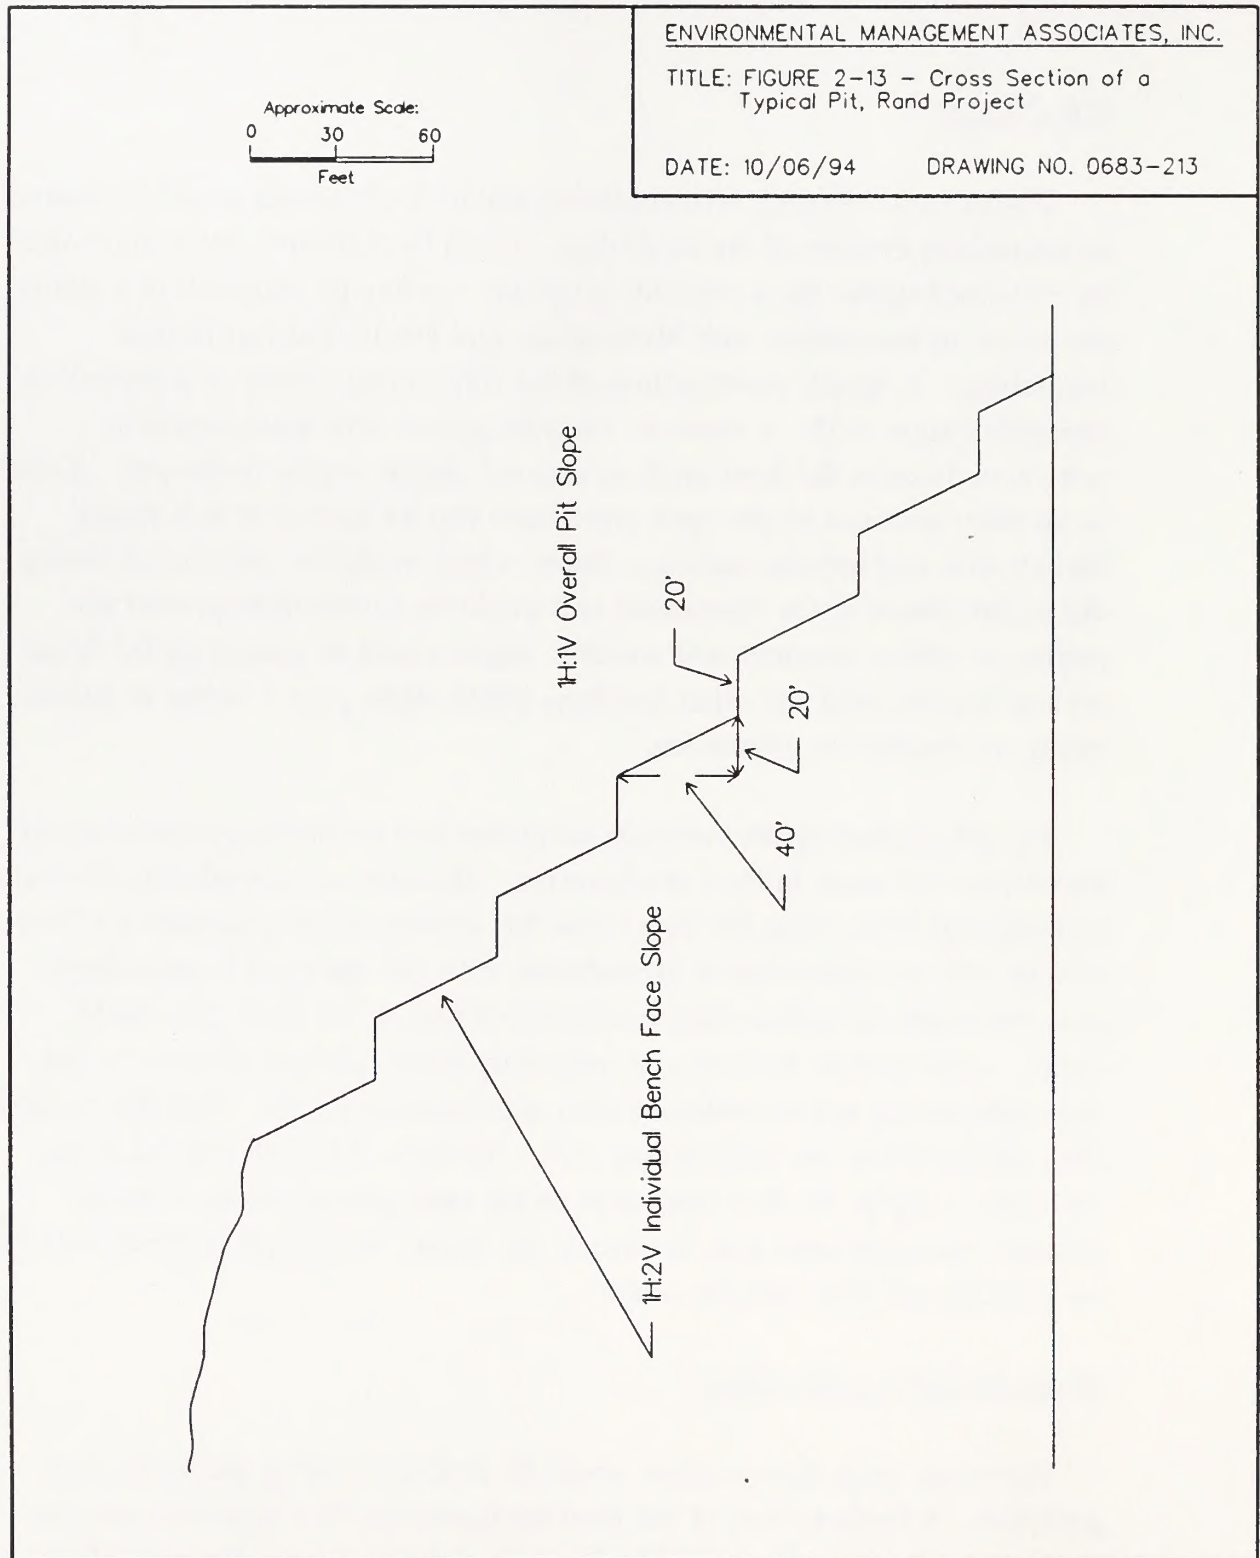 ENVIRONMENTAL MANAGEMENT ASSOCIATES, INC.
TITLE: FIGURE 2-13 - Cross Section of a
Typical Pit, Rand Project
DATE: 10/06/94 DRAWING NO. 0683-213
Approximate Scale:
0 30 60
Feet
1H:1V Overall Pit Slope
20'
20'
40'
1H:2V Individual Bench Face Slope